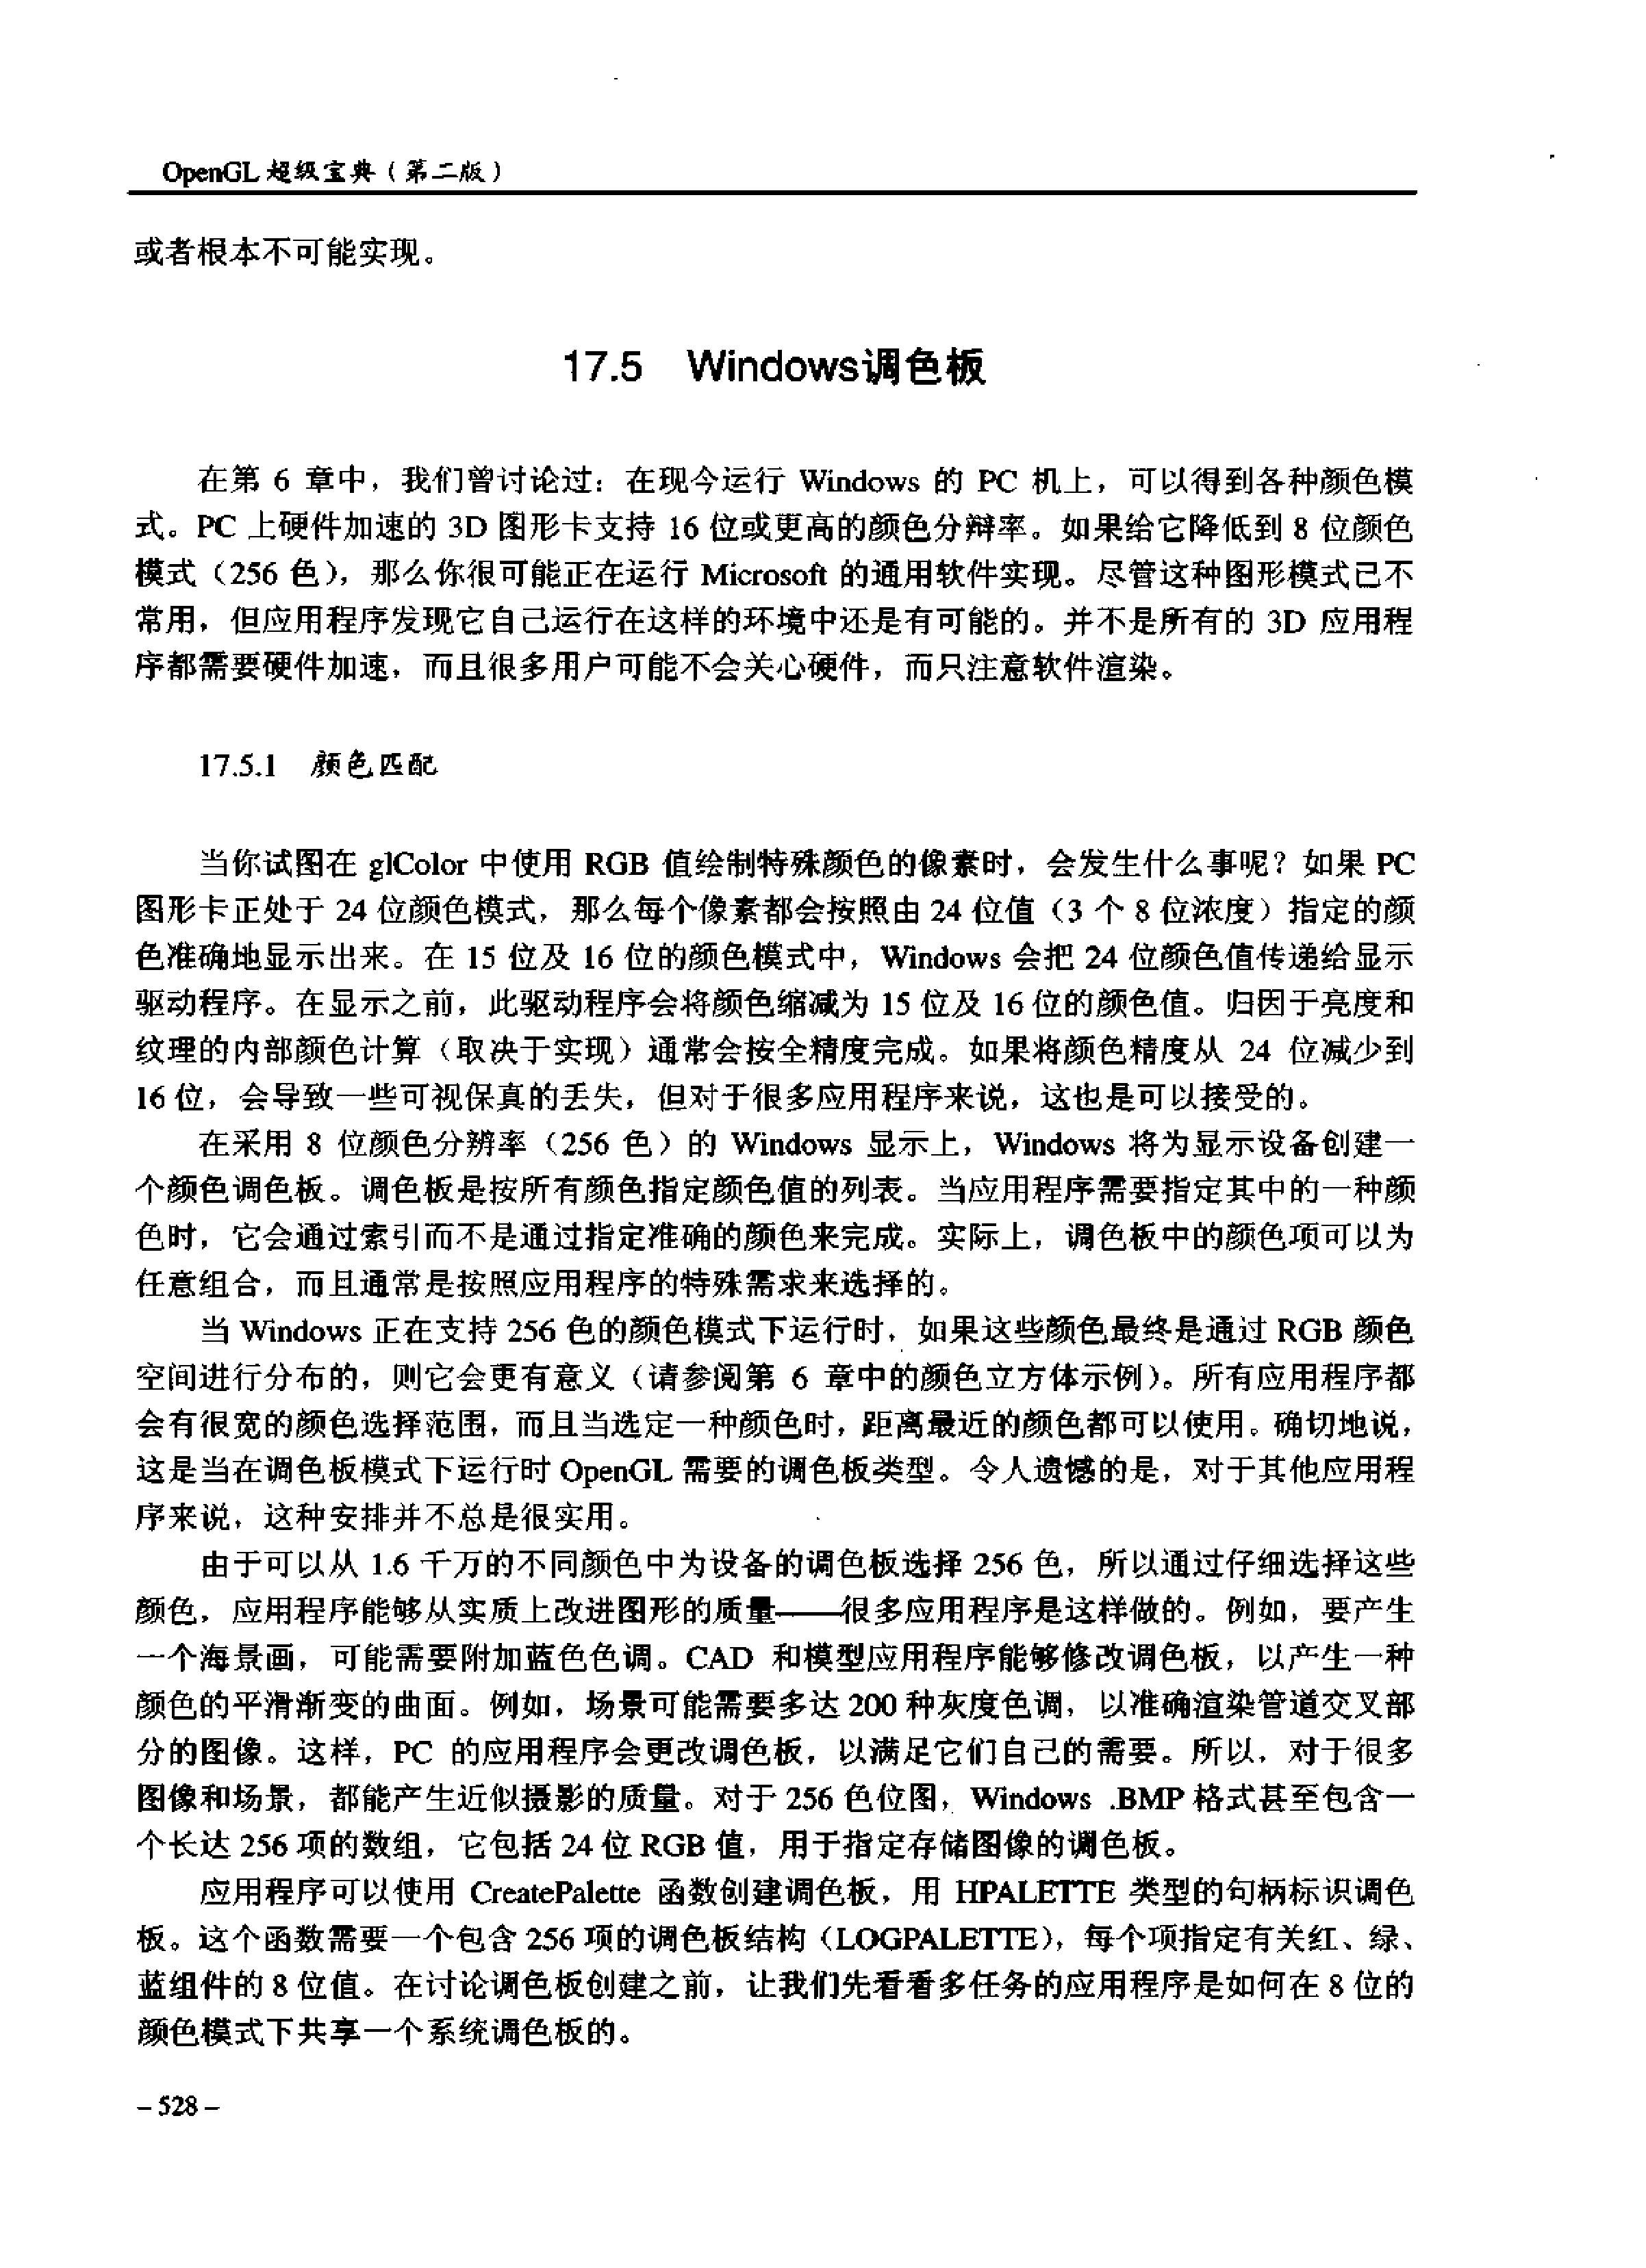 OpenGL 超级宝典（第二版）
或者根本不可能实现。
17.5 Windows调色板
在第 6 章中，我们曾讨论过：在现今运行 Windows 的 PC 机上，可以得到各种颜色模
式。PC 上硬件加速的 3D 图形卡支持 16 位或更高的颜色分辩率。如果给它降低到 8 位颜色
模式（256 色），那么你很可能正在运行 Microsoft 的通用软件实现。尽管这种图形模式已不
常用，但应用程序发现它自己运行在这样的环境中还是有可能的。并不是所有的 3D 应用程
序都需要硬件加速，而且很多用户可能不会关心硬件，而只注意软件渲染。
17.5.1 颜色匹配
当你试图在 glColor 中使用 RGB 值绘制特殊颜色的像素时，会发生什么事呢？如果 PC
图形卡正处于 24 位颜色模式，那么每个像素都会按照由 24 位值（3 个 8 位浓度）指定的颜
色准确地显示出来。在 15 位及 16 位的颜色模式中，Windows 会把 24 位颜色值传递给显示
驱动程序。在显示之前，此驱动程序会将颜色缩减为 15 位及 16 位的颜色值。归因于亮度和
纹理的内部颜色计算（取决于实现）通常会按全精度完成。如果将颜色精度从 24 位减少到
16 位，会导致一些可视保真的丢失，但对于很多应用程序来说，这也是可以接受的。
在采用 8 位颜色分辨率（256 色）的 Windows 显示上，Windows 将为显示设备创建一
个颜色调色板。调色板是按所有颜色指定颜色值的列表。当应用程序需要指定其中的一种颜
色时，它会通过索引而不是通过指定准确的颜色来完成。实际上，调色板中的颜色项可以为
任意组合，而且通常是按照应用程序的特殊需求来选择的。
当 Windows 正在支持 256 色的颜色模式下运行时，如果这些颜色最终是通过 RGB 颜色
空间进行分布的，则它会更有意义（请参阅第 6 章中的颜色立方体示例）。所有应用程序都
会有很宽的颜色选择范围，而且当选定一种颜色时，距离最近的颜色都可以使用。确切地说，
这是当在调色板模式下运行时 OpenGL 需要的调色板类型。令人遗憾的是，对于其他应用程
序来说，这种安排并不总是很实用。
由于可以从 1.6 千万的不同颜色中为设备的调色板选择 256 色，所以通过仔细选择这些
颜色，应用程序能够从实质上改进图形的质量——很多应用程序是这样做的。例如，要产生
一个海景画，可能需要附加蓝色色调。CAD 和模型应用程序能够修改调色板，以产生一种
颜色的平滑渐变的曲面。例如，场景可能需要多达 200 种灰度色调，以准确渲染管道交叉部
分的图像。这样，PC 的应用程序会更改调色板，以满足它们自己的需要。所以，对于很多
图像和场景，都能产生近似摄影的质量。对于 256 色位图，Windows .BMP 格式甚至包含一
个长达 256 项的数组，它包括 24 位 RGB 值，用于指定存储图像的调色板。
应用程序可以使用 CreatePalette 函数创建调色板，用 HPALETTE 类型的句柄标识调色
板。这个函数需要一个包含 256 项的调色板结构（LOGPALETTE），每个项指定有关红、绿、
蓝组件的 8 位值。在讨论调色板创建之前，让我们先看看多任务的应用程序是如何在 8 位的
颜色模式下共享一个系统调色板的。
– 528 –